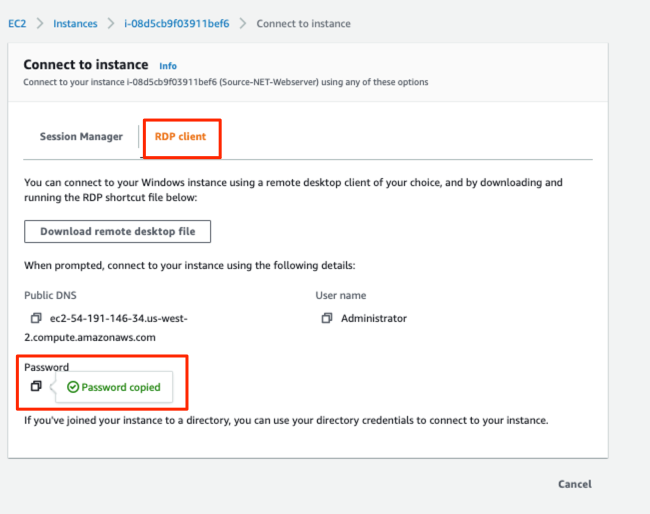 EC2 > Instances > i-08d5cb9f03911bef6 > Connect to instance
Connect to instance Info
Connect to your instance i-08d5cb9f03911bef6 (Source-NET-Webserver) using any of these options
Session Manager RDP client
You can connect to your Windows instance using a remote desktop client of your choice, and by downloading and
running the RDP shortcut file below:
Download remote desktop file
When prompted, connect to your instance using the following details:
Public DNS User name
ec2-54-191-146-34.us-west- Administrator
2.compute.amazonaws.com
Password
Password copied
If you've joined your instance to a directory, you can use your directory credentials to connect to your instance.
Cancel